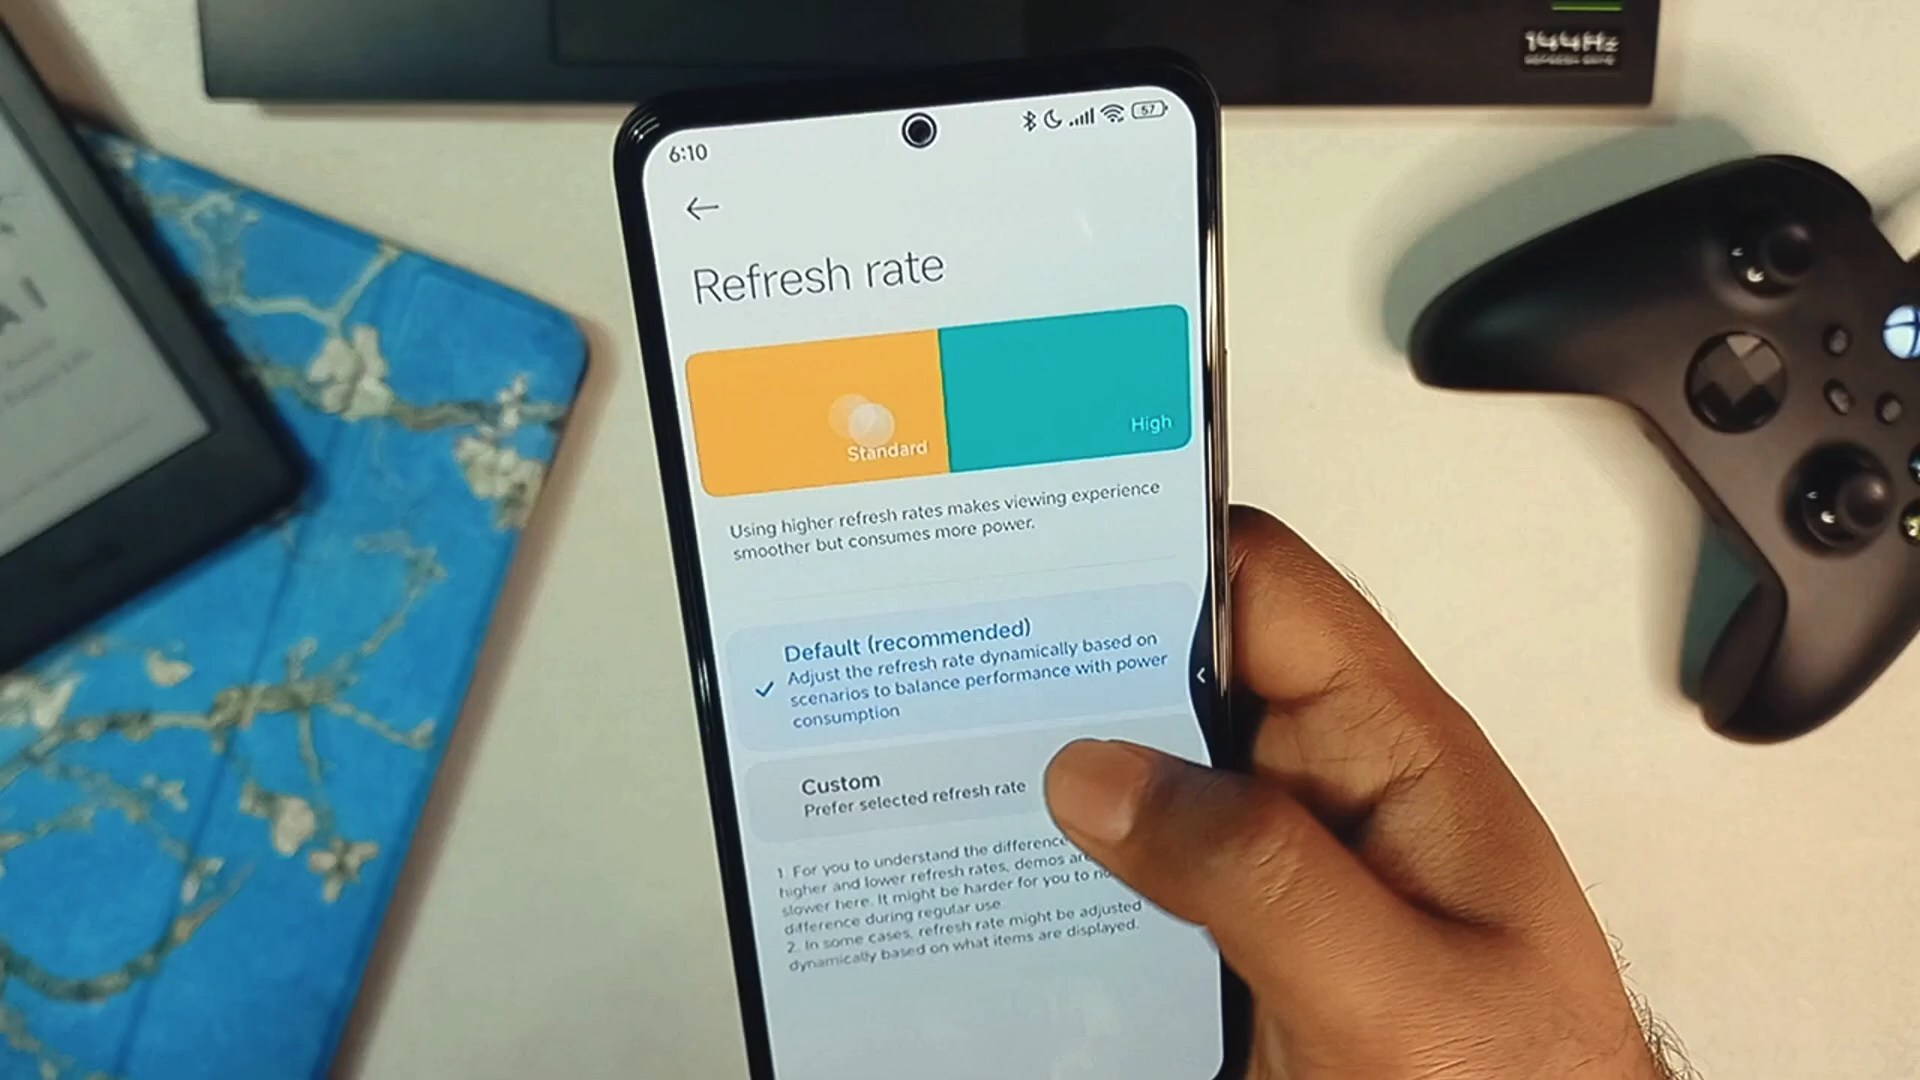 144Hz
REFRESH RATE
6:10
57
Refresh rate
Standard
High
Using higher refresh rates makes viewing experience
smoother but consumes more power.
Default (recommended)
Adjust the refresh rate dynamically based on
scenarios to balance performance with power
consumption
Custom
Prefer selected refresh rate
1. For you to understand the difference
higher and lower refresh rates, demos are
slower here. It might be harder for you to
difference during regular use.
2. In some cases, refresh rate might be adjusted
dynamically based on what items are displayed.